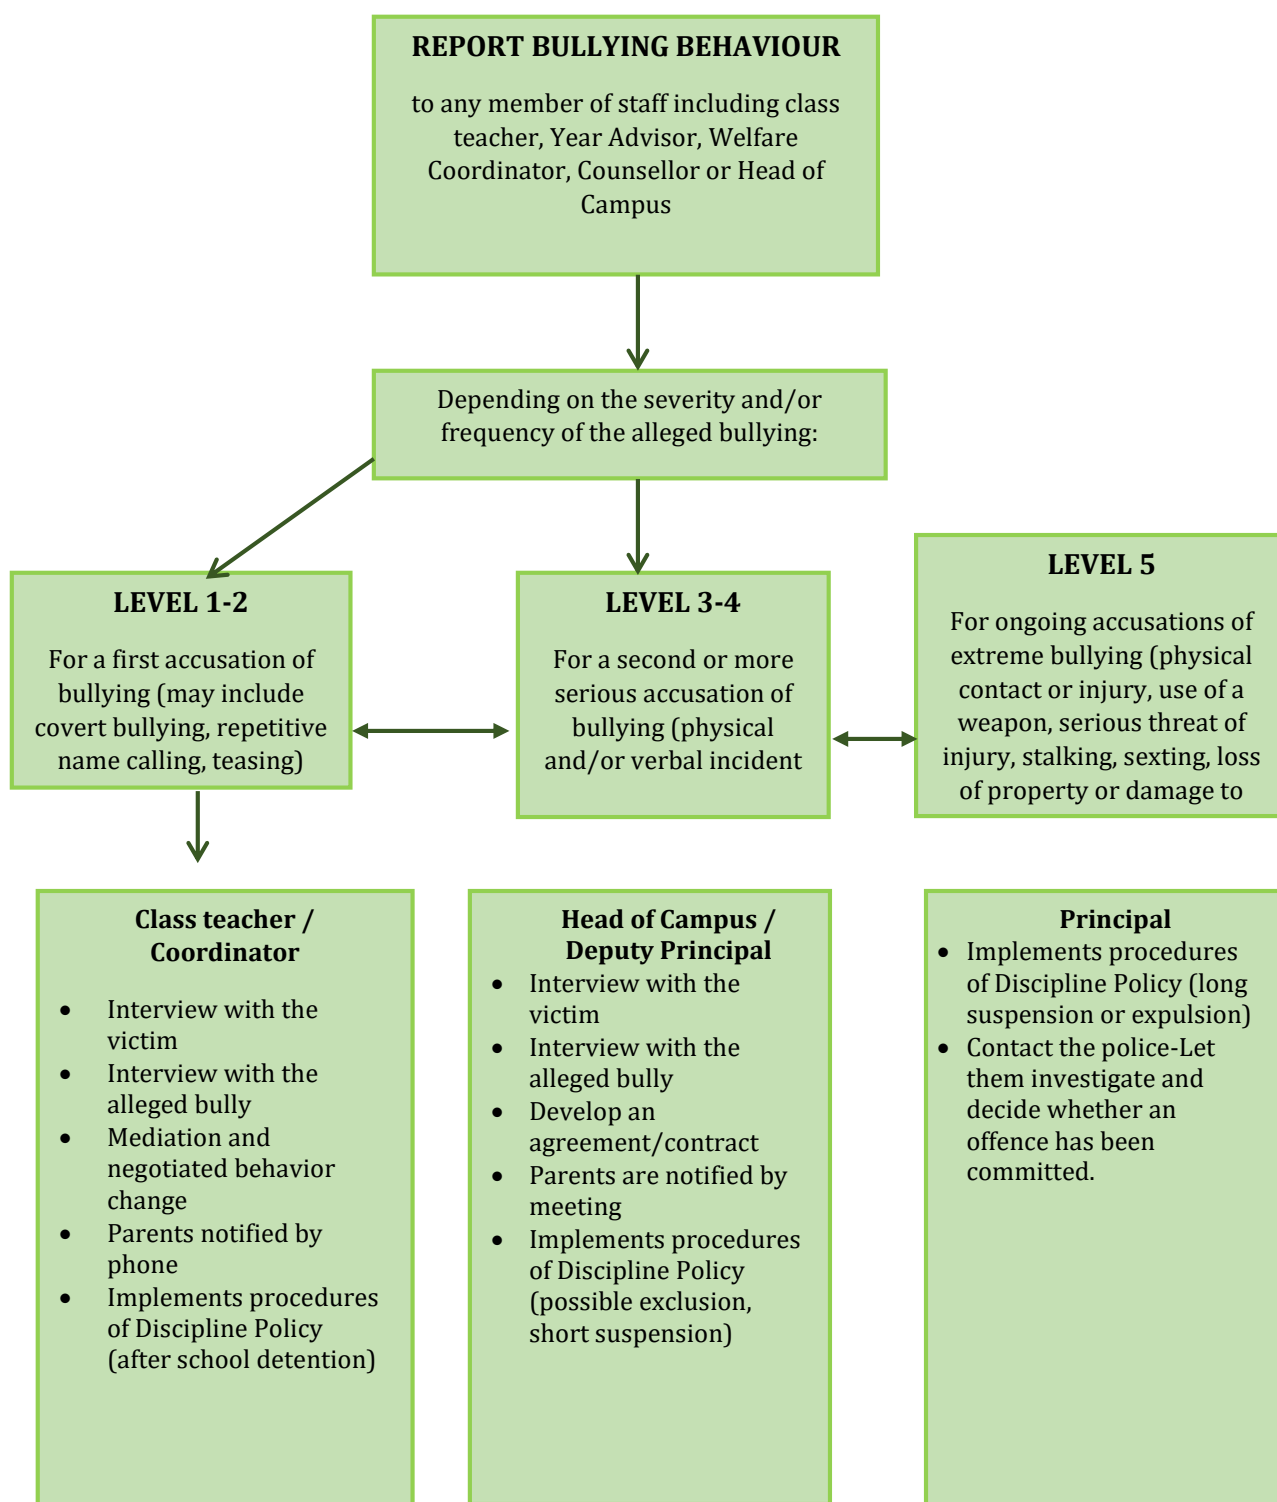 REPORT BULLYING BEHAVIOUR
to any member of staff including class
teacher, Year Advisor, Welfare
Coordinator, Counsellor or Head of
Campus
Depending on the severity and/or
frequency of the alleged bullying:
LEVEL 1-2
For a first accusation of
bullying (may include
covert bullying, repetitive
name calling, teasing)
LEVEL 3-4
For a second or more
serious accusation of
bullying (physical
and/or verbal incident
LEVEL 5
For ongoing accusations of
extreme bullying (physical
contact or injury, use of a
weapon, serious threat of
injury, stalking, sexting, loss
of property or damage to
Class teacher /
Coordinator
• Interview with the
victim
• Interview with the
alleged bully
• Mediation and
negotiated behavior
change
• Parents notified by
phone
• Implements procedures
of Discipline Policy
(after school detention)
Head of Campus /
Deputy Principal
• Interview with the
victim
• Interview with the
alleged bully
• Develop an
agreement/contract
• Parents are notified by
meeting
• Implements procedures
of Discipline Policy
(possible exclusion,
short suspension)
Principal
• Implements procedures
of Discipline Policy (long
suspension or expulsion)
• Contact the police-Let
them investigate and
decide whether an
offence has been
committed.